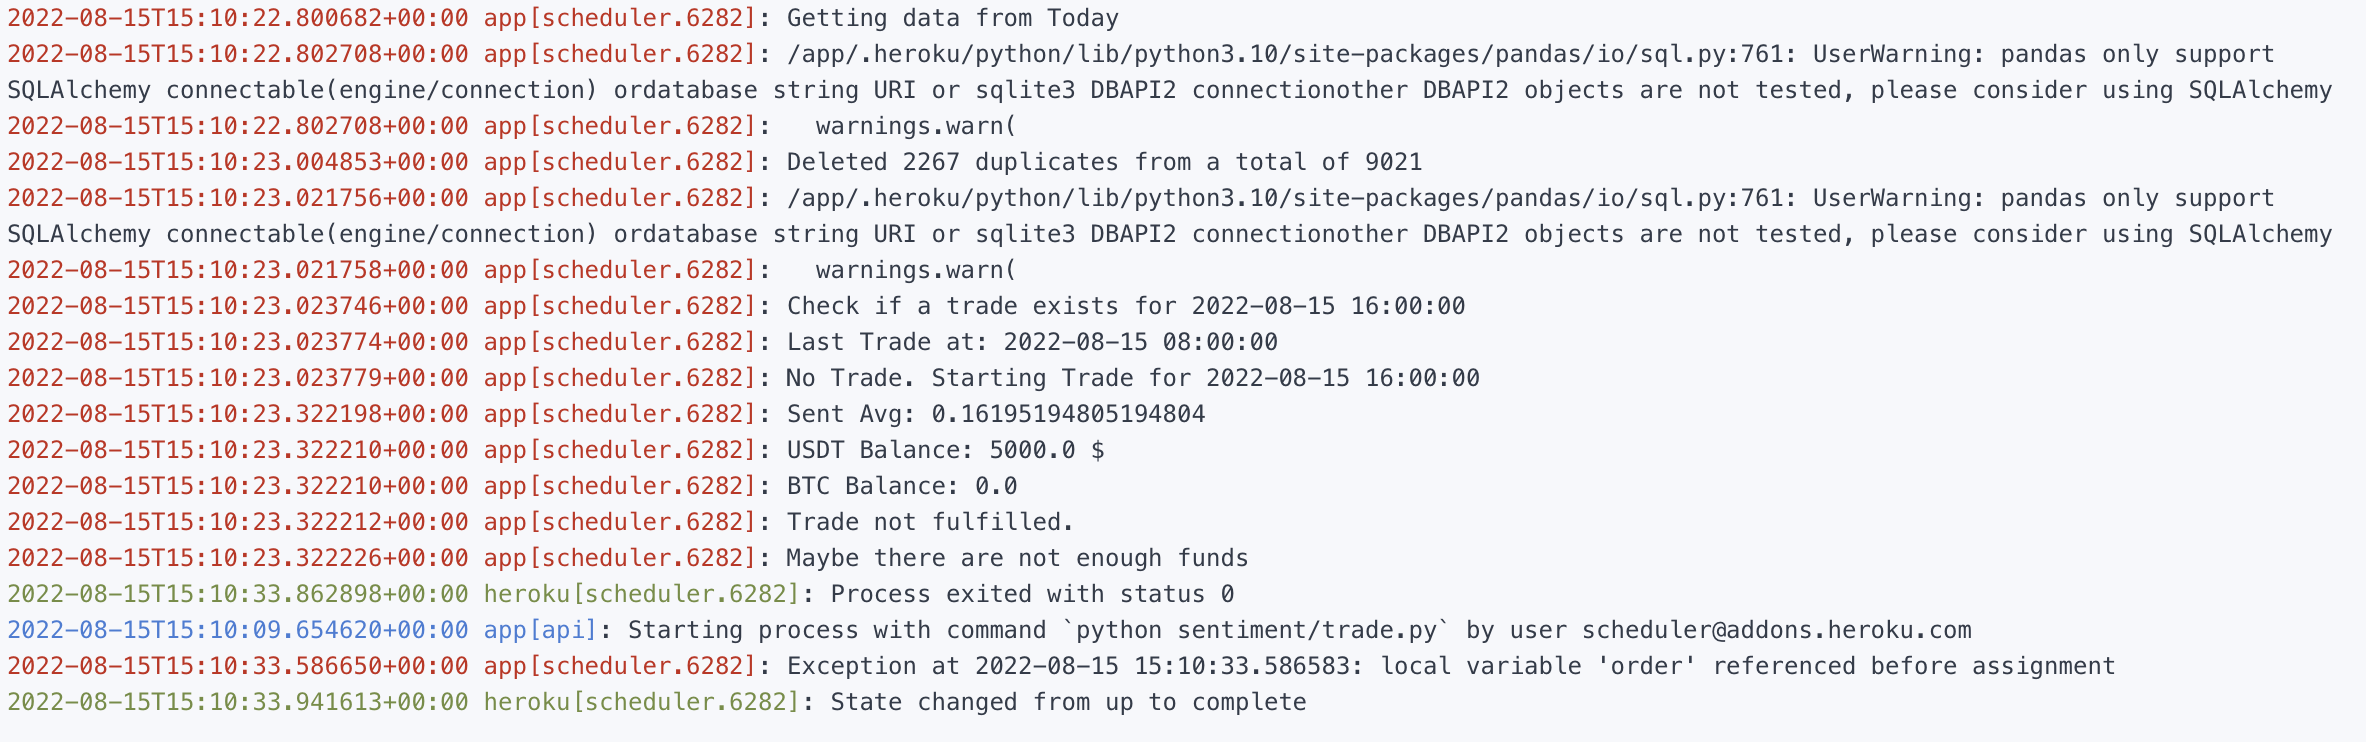 2022-08-15T15:10:22.800682+00:00 app[scheduler.6282]: Getting data from Today
2022-08-15T15:10:22.802708+00:00 app[scheduler.6282]: /app/.heroku/python/lib/python3.10/site-packages/pandas/io/sql.py:761: UserWarning: pandas only support
SQLAlchemy connectable(engine/connection) ordatabase string URI or sqlite3 DBAPI2 connectionother DBAPI2 objects are not tested, please consider using SQLAlchemy
2022-08-15T15:10:22.802708+00:00 app[scheduler.6282]:   warnings.warn(
2022-08-15T15:10:23.004853+00:00 app[scheduler.6282]: Deleted 2267 duplicates from a total of 9021
2022-08-15T15:10:23.021756+00:00 app[scheduler.6282]: /app/.heroku/python/lib/python3.10/site-packages/pandas/io/sql.py:761: UserWarning: pandas only support
SQLAlchemy connectable(engine/connection) ordatabase string URI or sqlite3 DBAPI2 connectionother DBAPI2 objects are not tested, please consider using SQLAlchemy
2022-08-15T15:10:23.021758+00:00 app[scheduler.6282]:   warnings.warn(
2022-08-15T15:10:23.023746+00:00 app[scheduler.6282]: Check if a trade exists for 2022-08-15 16:00:00
2022-08-15T15:10:23.023774+00:00 app[scheduler.6282]: Last Trade at: 2022-08-15 08:00:00
2022-08-15T15:10:23.023779+00:00 app[scheduler.6282]: No Trade. Starting Trade for 2022-08-15 16:00:00
2022-08-15T15:10:23.322198+00:00 app[scheduler.6282]: Sent Avg: 0.16195194805194804
2022-08-15T15:10:23.322210+00:00 app[scheduler.6282]: USDT Balance: 5000.0 $
2022-08-15T15:10:23.322210+00:00 app[scheduler.6282]: BTC Balance: 0.0
2022-08-15T15:10:23.322212+00:00 app[scheduler.6282]: Trade not fulfilled.
2022-08-15T15:10:23.322226+00:00 app[scheduler.6282]: Maybe there are not enough funds
2022-08-15T15:10:33.862898+00:00 heroku[scheduler.6282]: Process exited with status 0
2022-08-15T15:10:09.654620+00:00 app[api]: Starting process with command `python sentiment/trade.py` by user scheduler@addons.heroku.com
2022-08-15T15:10:33.586650+00:00 app[scheduler.6282]: Exception at 2022-08-15 15:10:33.586583: local variable 'order' referenced before assignment
2022-08-15T15:10:33.941613+00:00 heroku[scheduler.6282]: State changed from up to complete